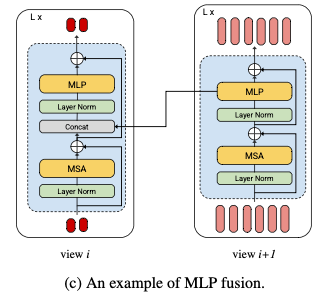 L x
MLP
Layer Norm
Concat
MSA
Layer Norm
view i
L x
MLP
Layer Norm
MSA
Layer Norm
view i+1
(c) An example of MLP fusion.